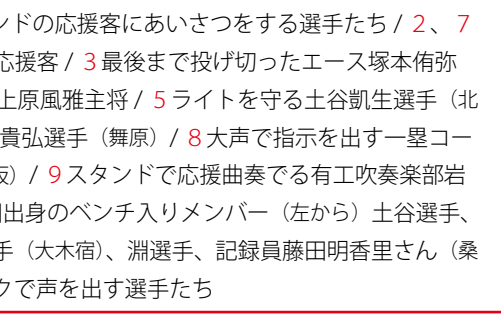 ンドの応援客にあいさつをする選手たち / 2、7
応援客 / 3 最後まで投げ切ったエース塚本侑弥
上原風雅主将 / 5 ライトを守る土谷凱生選手（北
貴弘選手（舞原）/ 8 大声で指示を出す一塁コー
）/ 9 スタンドで応援曲奏でる有工吹奏楽部岩
出身のベンチ入りメンバー（左から）土谷選手、
手（大木宿）、淵選手、記録員藤田明香里さん（桑
クで声を出す選手たち